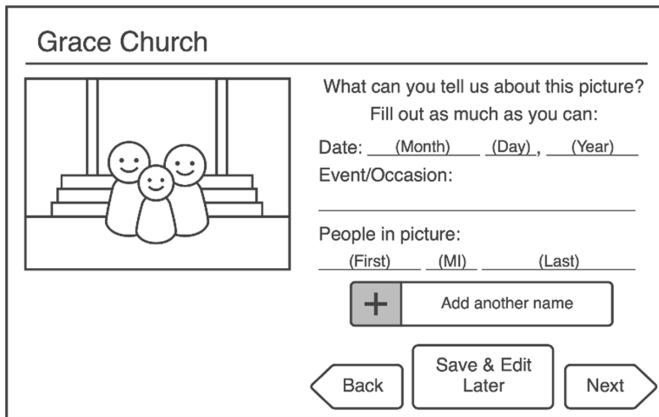 Grace Church
What can you tell us about this picture?
Fill out as much as you can:
Date: (Month) (Day) , (Year)
Event/Occasion:
People in picture:
(First) (MI) (Last)
+ Add another name
Back
Save & Edit
Later
Next